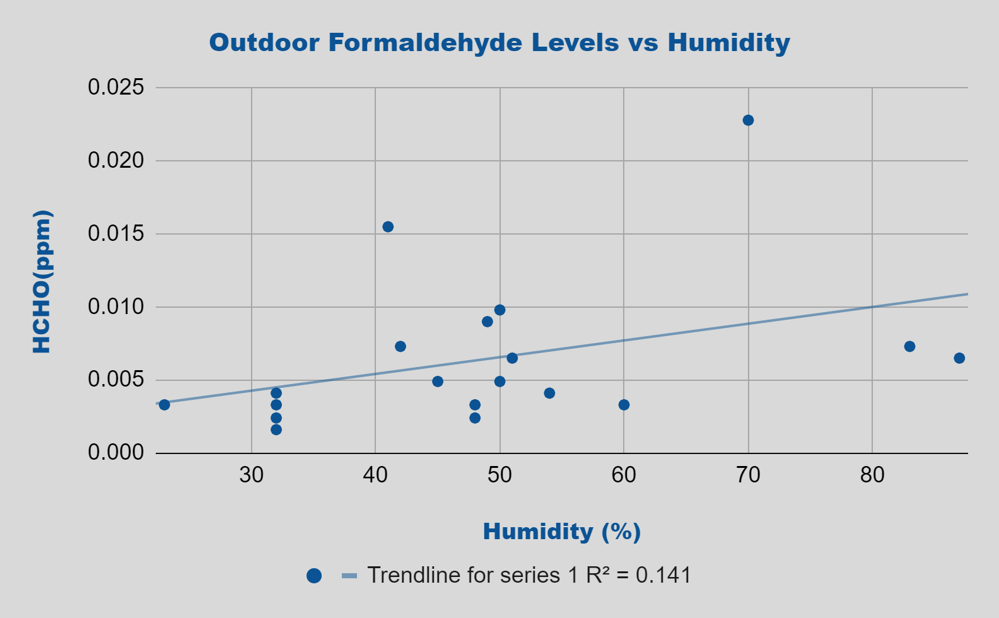 Outdoor Formaldehyde Levels vs Humidity
0.025
0.020
0.015
0.010
0.005
0.000
HCHO(ppm)
30 40 50 60 70 80
Humidity (%)
Trendline for series 1 R² = 0.141